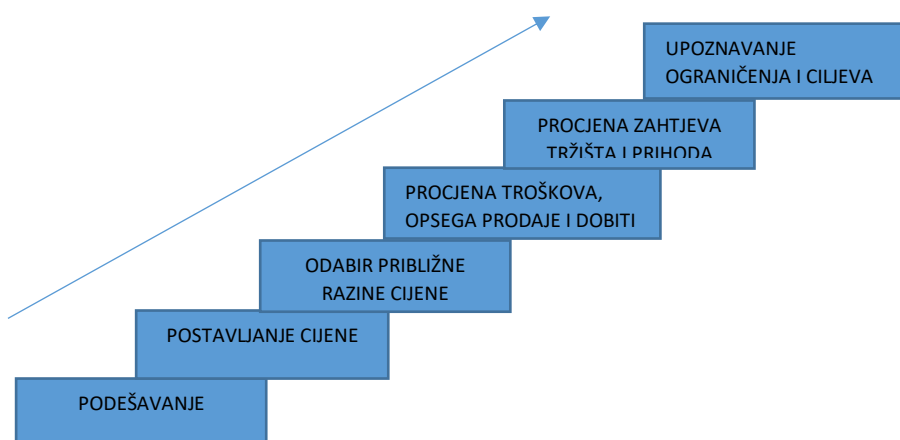 UPOZNAVANJE
OGRANIČENJA I CILJEVA
PROCJENA ZAHTJEVA
TRŽIŠTA I PRIHODA
PROCJENA TROŠKOVA,
OPSEGA PRODAJE I DOBITI
ODABIR PRIBLIŽNE
RAZINE CIJENE
POSTAVLJANJE CIJENE
PODEŠAVANJE